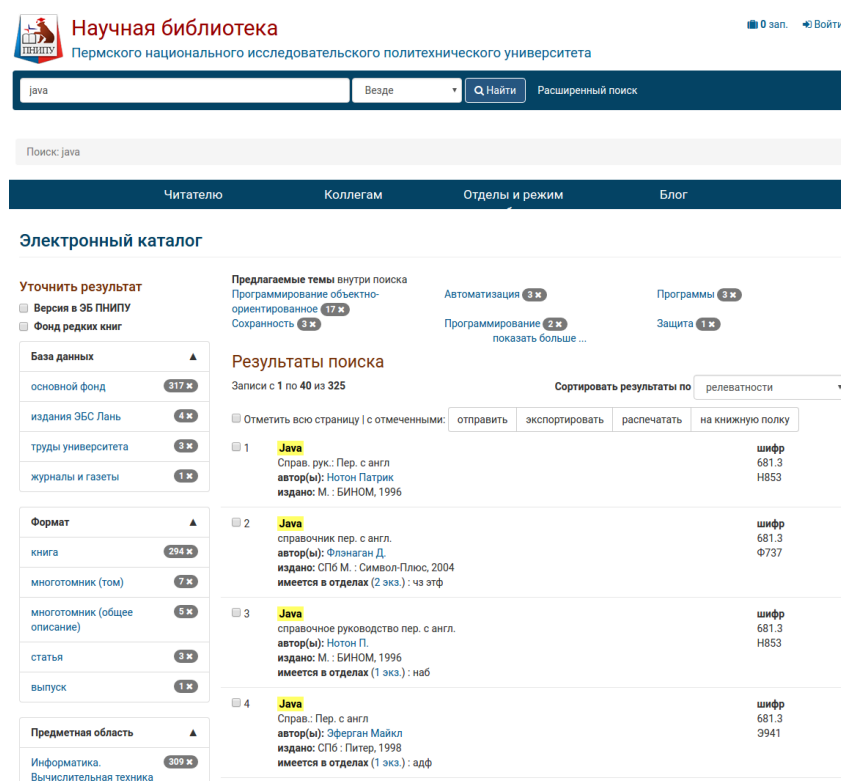 Научная библиотека
0 зап. Войти
ПНИПУ
Пермского национального исследовательского политехнического университета
java Везде Найти Расширенный поиск
Поиск: java
Читателю Коллегам Отделы и режим Блог
Электронный каталог
Уточнить результат
Версия в ЭБ ПНИПУ
Фонд редких книг
База данных
основной фонд 317
издания ЭБС Лань 4
труды университета 3
журналы и газеты 1
Формат
книга 294
многотомник (том) 7
многотомник (общее
описание) 5
статья 3
выпуск 1
Предметная область
Информатика. 309
Вычислительная техника
Предлагаемые темы внутри поиска
Программирование объектно-
ориентированное 17
Автоматизация 3
Программы 3
Сохранность 3
Программирование 2
Защита 1
показать больше ...
Результаты поиска
Записи с 1 по 40 из 325
Сортировать результаты по релеватности
Отметить всю страницу | с отмеченными: отправить экспортировать распечатать на книжную полку
1 Java шифр
Справ. рук.: Пер. с англ 681.3
автор(ы): Нотон Патрик Н853
издано: М. : БИНОМ, 1996
2 Java шифр
справочник пер. с англ. 681.3
автор(ы): Флэнаган Д. Ф737
издано: СПб М. : Символ-Плюс, 2004
имеется в отделах (2 экз.) : чз этф
3 Java шифр
справочное руководство пер. с англ. 681.3
автор(ы): Нотон П. Н853
издано: М. : БИНОМ, 1996
имеется в отделах (1 экз.) : наб
4 Java шифр
Справ.: Пер. с англ 681.3
автор(ы): Эферган Майкл Э941
издано: СПб : Питер, 1998
имеется в отделах (1 экз.) : адф